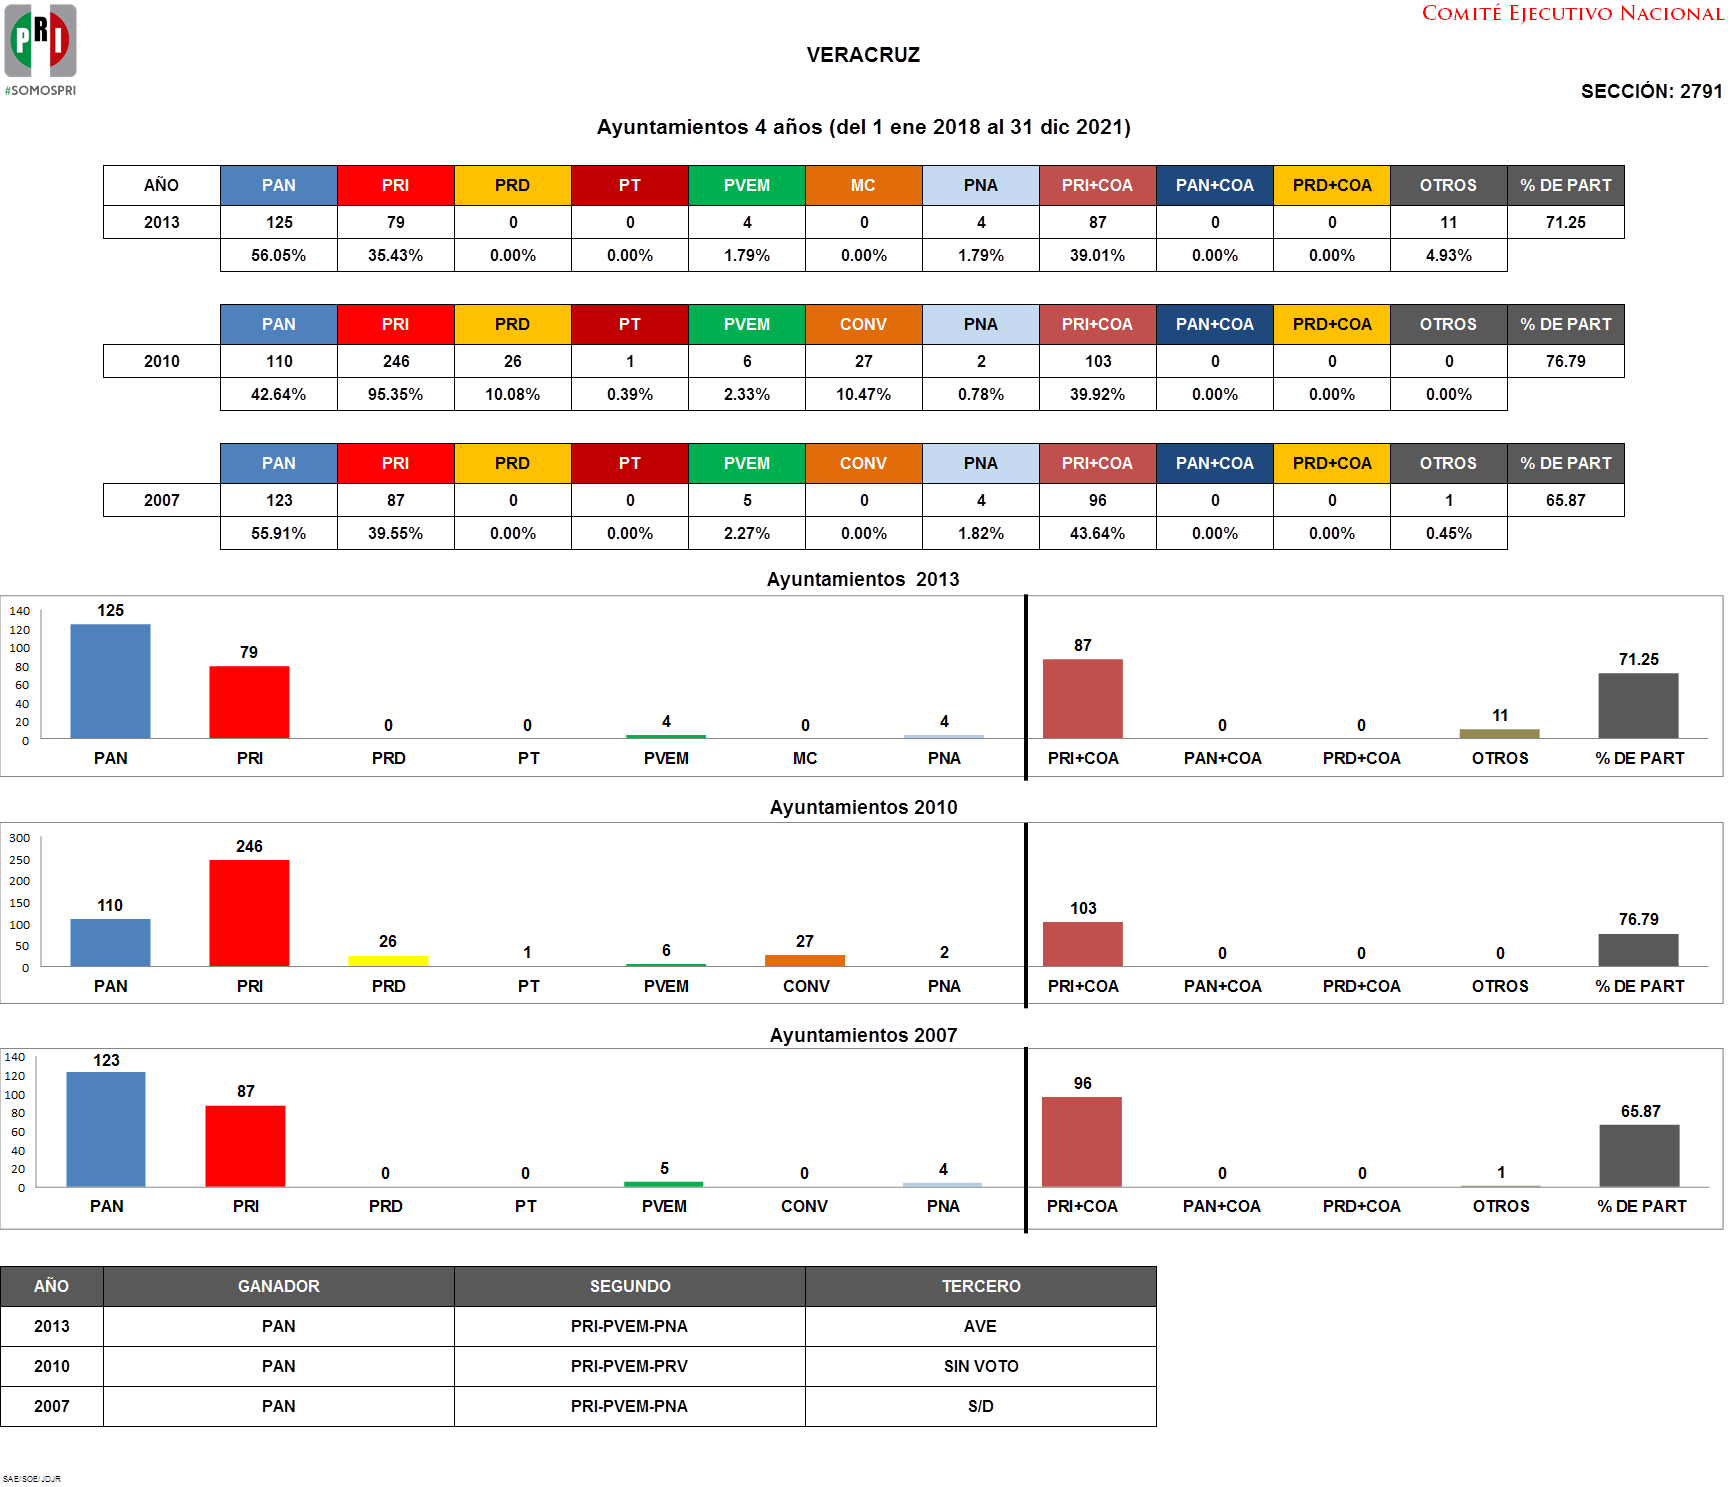 PRI
#SOMOSPRI
COMITÉ EJECUTIVO NACIONAL
VERACRUZ
SECCIÓN: 2791
Ayuntamientos 4 años (del 1 ene 2018 al 31 dic 2021)
AÑO PAN PRI PRD PT PVEM MC PNA PRI+COA PAN+COA PRD+COA OTROS % DE PART
2013 125 79 0 0 4 0 4 87 0 0 11 71.25
56.05% 35.43% 0.00% 0.00% 1.79% 0.00% 1.79% 39.01% 0.00% 0.00% 4.93%
PAN PRI PRD PT PVEM CONV PNA PRI+COA PAN+COA PRD+COA OTROS % DE PART
2010 110 246 26 1 6 27 2 103 0 0 0 76.79
42.64% 95.35% 10.08% 0.39% 2.33% 10.47% 0.78% 39.92% 0.00% 0.00% 0.00%
PAN PRI PRD PT PVEM CONV PNA PRI+COA PAN+COA PRD+COA OTROS % DE PART
2007 123 87 0 0 5 0 4 96 0 0 1 65.87
55.91% 39.55% 0.00% 0.00% 2.27% 0.00% 1.82% 43.64% 0.00% 0.00% 0.45%
Ayuntamientos 2013
140
120
100
80
60
40
20
0
125 79 0 0 4 0 4 87 0 0 11 71.25
PAN PRI PRD PT PVEM MC PNA PRI+COA PAN+COA PRD+COA OTROS % DE PART
Ayuntamientos 2010
300
250
200
150
100
50
0
110 246 26 1 6 27 2 103 0 0 0 76.79
PAN PRI PRD PT PVEM CONV PNA PRI+COA PAN+COA PRD+COA OTROS % DE PART
Ayuntamientos 2007
140
120
100
80
60
40
20
0
123 87 0 0 5 0 4 96 0 0 1 65.87
PAN PRI PRD PT PVEM CONV PNA PRI+COA PAN+COA PRD+COA OTROS % DE PART
AÑO GANADOR SEGUNDO TERCERO
2013 PAN PRI-PVEM-PNA AVE
2010 PAN PRI-PVEM-PRV SIN VOTO
2007 PAN PRI-PVEM-PNA S/D
SAE/SOE/JDJR